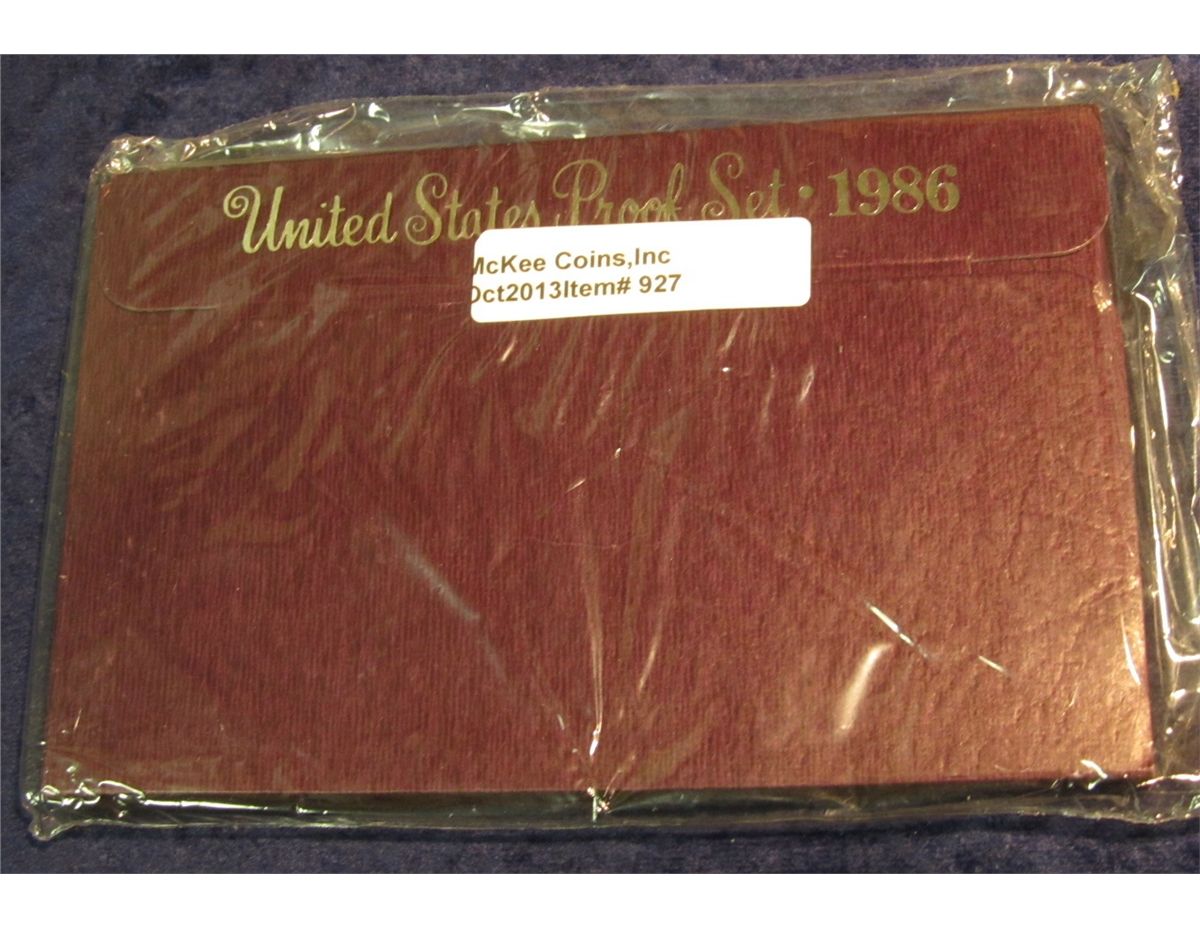 United States Proof Set · 1986
McKee Coins,Inc
Oct2013Item# 927